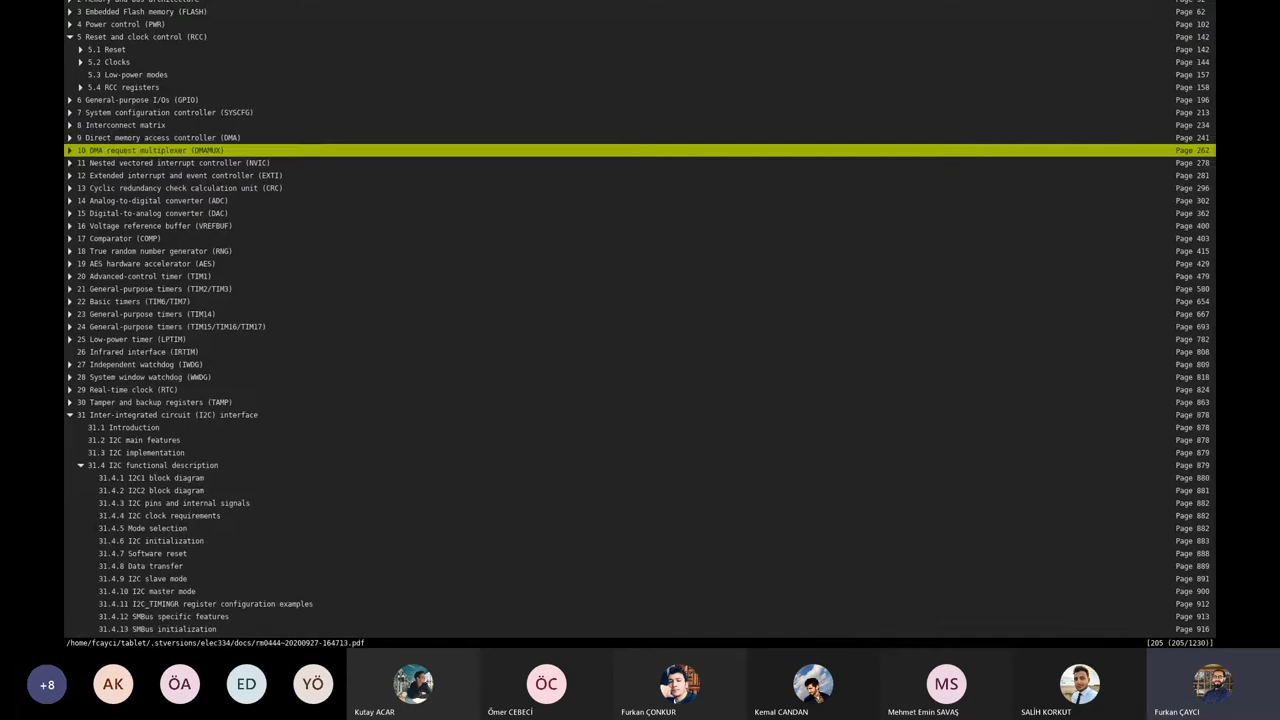 3 Embedded Flash memory (FLASH) Page 62
4 Power control (PWR) Page 102
5 Reset and clock control (RCC) Page 142
5.1 Reset Page 142
5.2 Clocks Page 144
5.3 Low-power modes Page 157
5.4 RCC registers Page 158
6 General-purpose I/Os (GPIO) Page 196
7 System configuration controller (SYSCFG) Page 213
8 Interconnect matrix Page 234
9 Direct memory access controller (DMA) Page 241
10 DMA request multiplexer (DMAMUX) Page 262
11 Nested vectored interrupt controller (NVIC) Page 278
12 Extended interrupt and event controller (EXTI) Page 281
13 Cyclic redundancy check calculation unit (CRC) Page 296
14 Analog-to-digital converter (ADC) Page 302
15 Digital-to-analog converter (DAC) Page 362
16 Voltage reference buffer (VREFBUF) Page 400
17 Comparator (COMP) Page 403
18 True random number generator (RNG) Page 415
19 AES hardware accelerator (AES) Page 429
20 Advanced-control timer (TIM1) Page 479
21 General-purpose timers (TIM2/TIM3) Page 580
22 Basic timers (TIM6/TIM7) Page 654
23 General-purpose timers (TIM14) Page 667
24 General-purpose timers (TIM15/TIM16/TIM17) Page 693
25 Low-power timer (LPTIM) Page 782
26 Infrared interface (IRTIM) Page 808
27 Independent watchdog (IWDG) Page 809
28 System window watchdog (WWDG) Page 818
29 Real-time clock (RTC) Page 824
30 Tamper and backup registers (TAMP) Page 863
31 Inter-integrated circuit (I2C) interface Page 878
31.1 Introduction Page 878
31.2 I2C main features Page 878
31.3 I2C implementation Page 879
31.4 I2C functional description Page 879
31.4.1 I2C1 block diagram Page 880
31.4.2 I2C2 block diagram Page 881
31.4.3 I2C pins and internal signals Page 882
31.4.4 I2C clock requirements Page 882
31.4.5 Mode selection Page 882
31.4.6 I2C initialization Page 883
31.4.7 Software reset Page 888
31.4.8 Data transfer Page 889
31.4.9 I2C slave mode Page 891
31.4.10 I2C master mode Page 900
31.4.11 I2C_TIMINGR register configuration examples Page 912
31.4.12 SMBus specific features Page 913
31.4.13 SMBus initialization Page 916
/home/fcayci/tablet/.stversions/elec334/docs/rm0444~20200927-164713.pdf [205 (205/1230)]
+8 AK ÖA ED YÖ ÖC MS
Kutay ACAR Ömer CEBECİ Furkan ÇONKUR Kemal CANDAN Mehmet Emin SAVAŞ SALİH KORKUT Furkan ÇAYCI